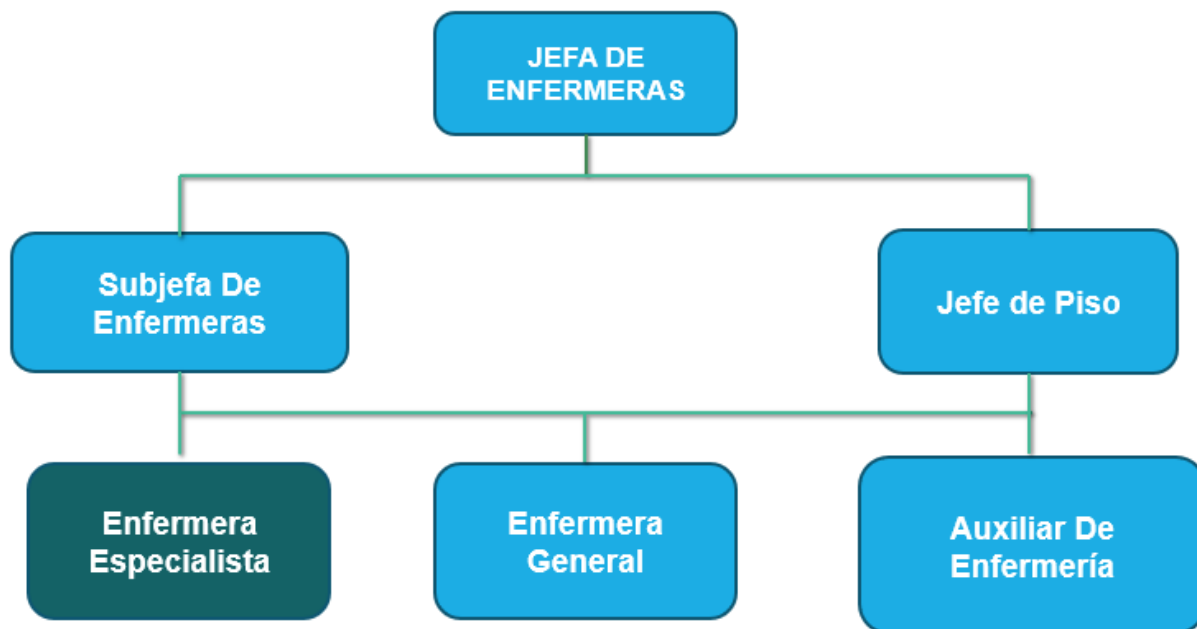 JEFA DE
ENFERMERAS
Subjefa De
Enfermeras
Jefe de Piso
Enfermera
Especialista
Enfermera
General
Auxiliar De
Enfermería